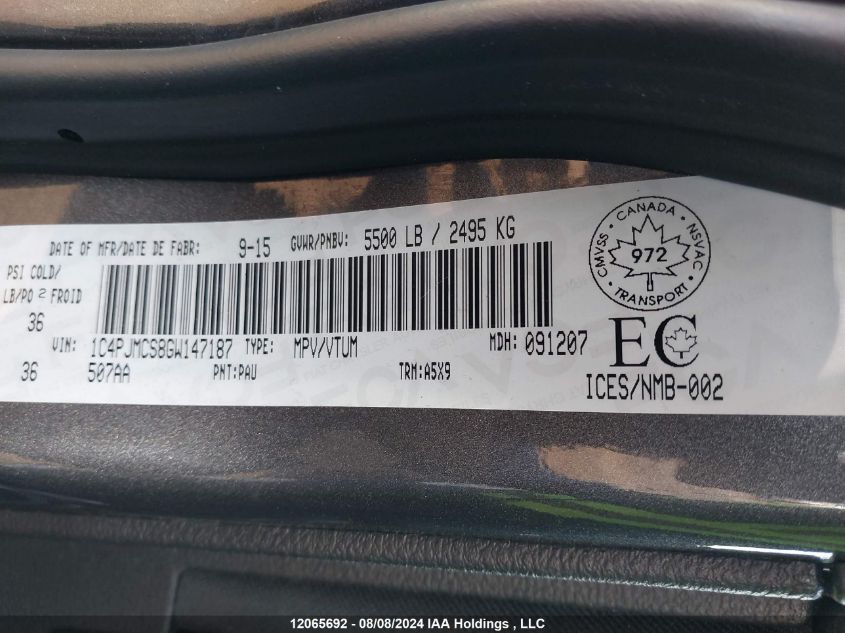 DATE OF MFR/DATE DE FABR: 9-15 GVWR/PNBV: 5500 LB / 2495 KG
PSI COLD/
LB/PO 2 FROID
36
VIN: 1C4PJMCS8GW147187 TYPE: MPV/VTUM MDH: 091207
36 507AA PNT:PAU TRM:A5X9
CANADA
CMVSS 972 NSVAC
TRANSPORT
EC
ICES/NMB-002
12065692 - 08/08/2024 IAA Holdings, LLC/